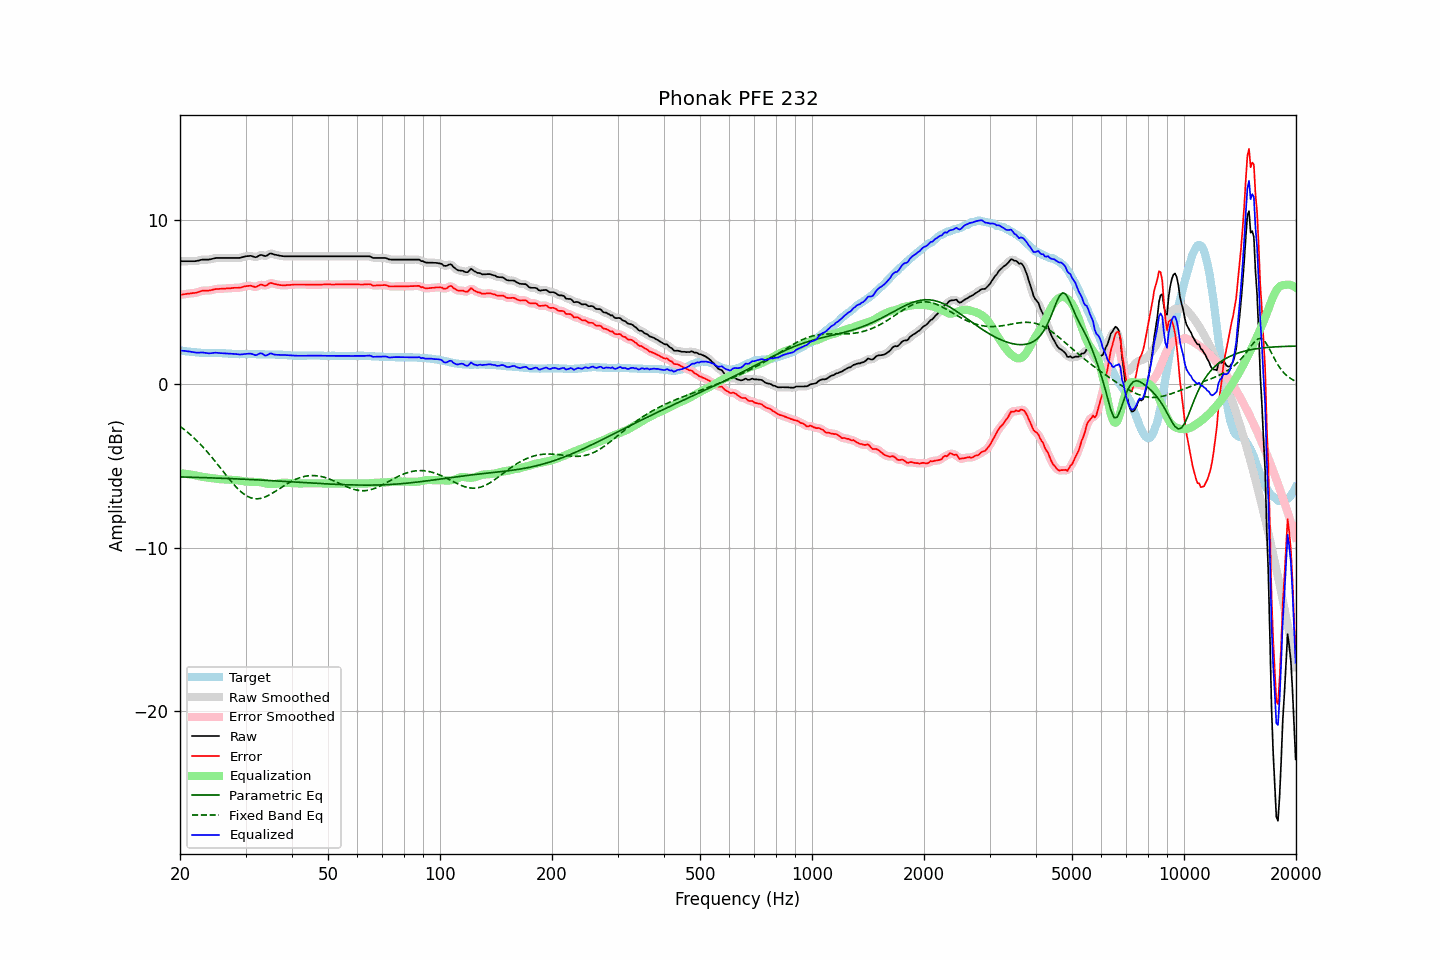 Phonak PFE 232
Amplitude (dBr)
10
0
−10
−20
Target
Raw Smoothed
Error Smoothed
Raw
Error
Equalization
Parametric Eq
Fixed Band Eq
Equalized
20 50 100 200 500 1000 2000 5000 10000 20000
Frequency (Hz)